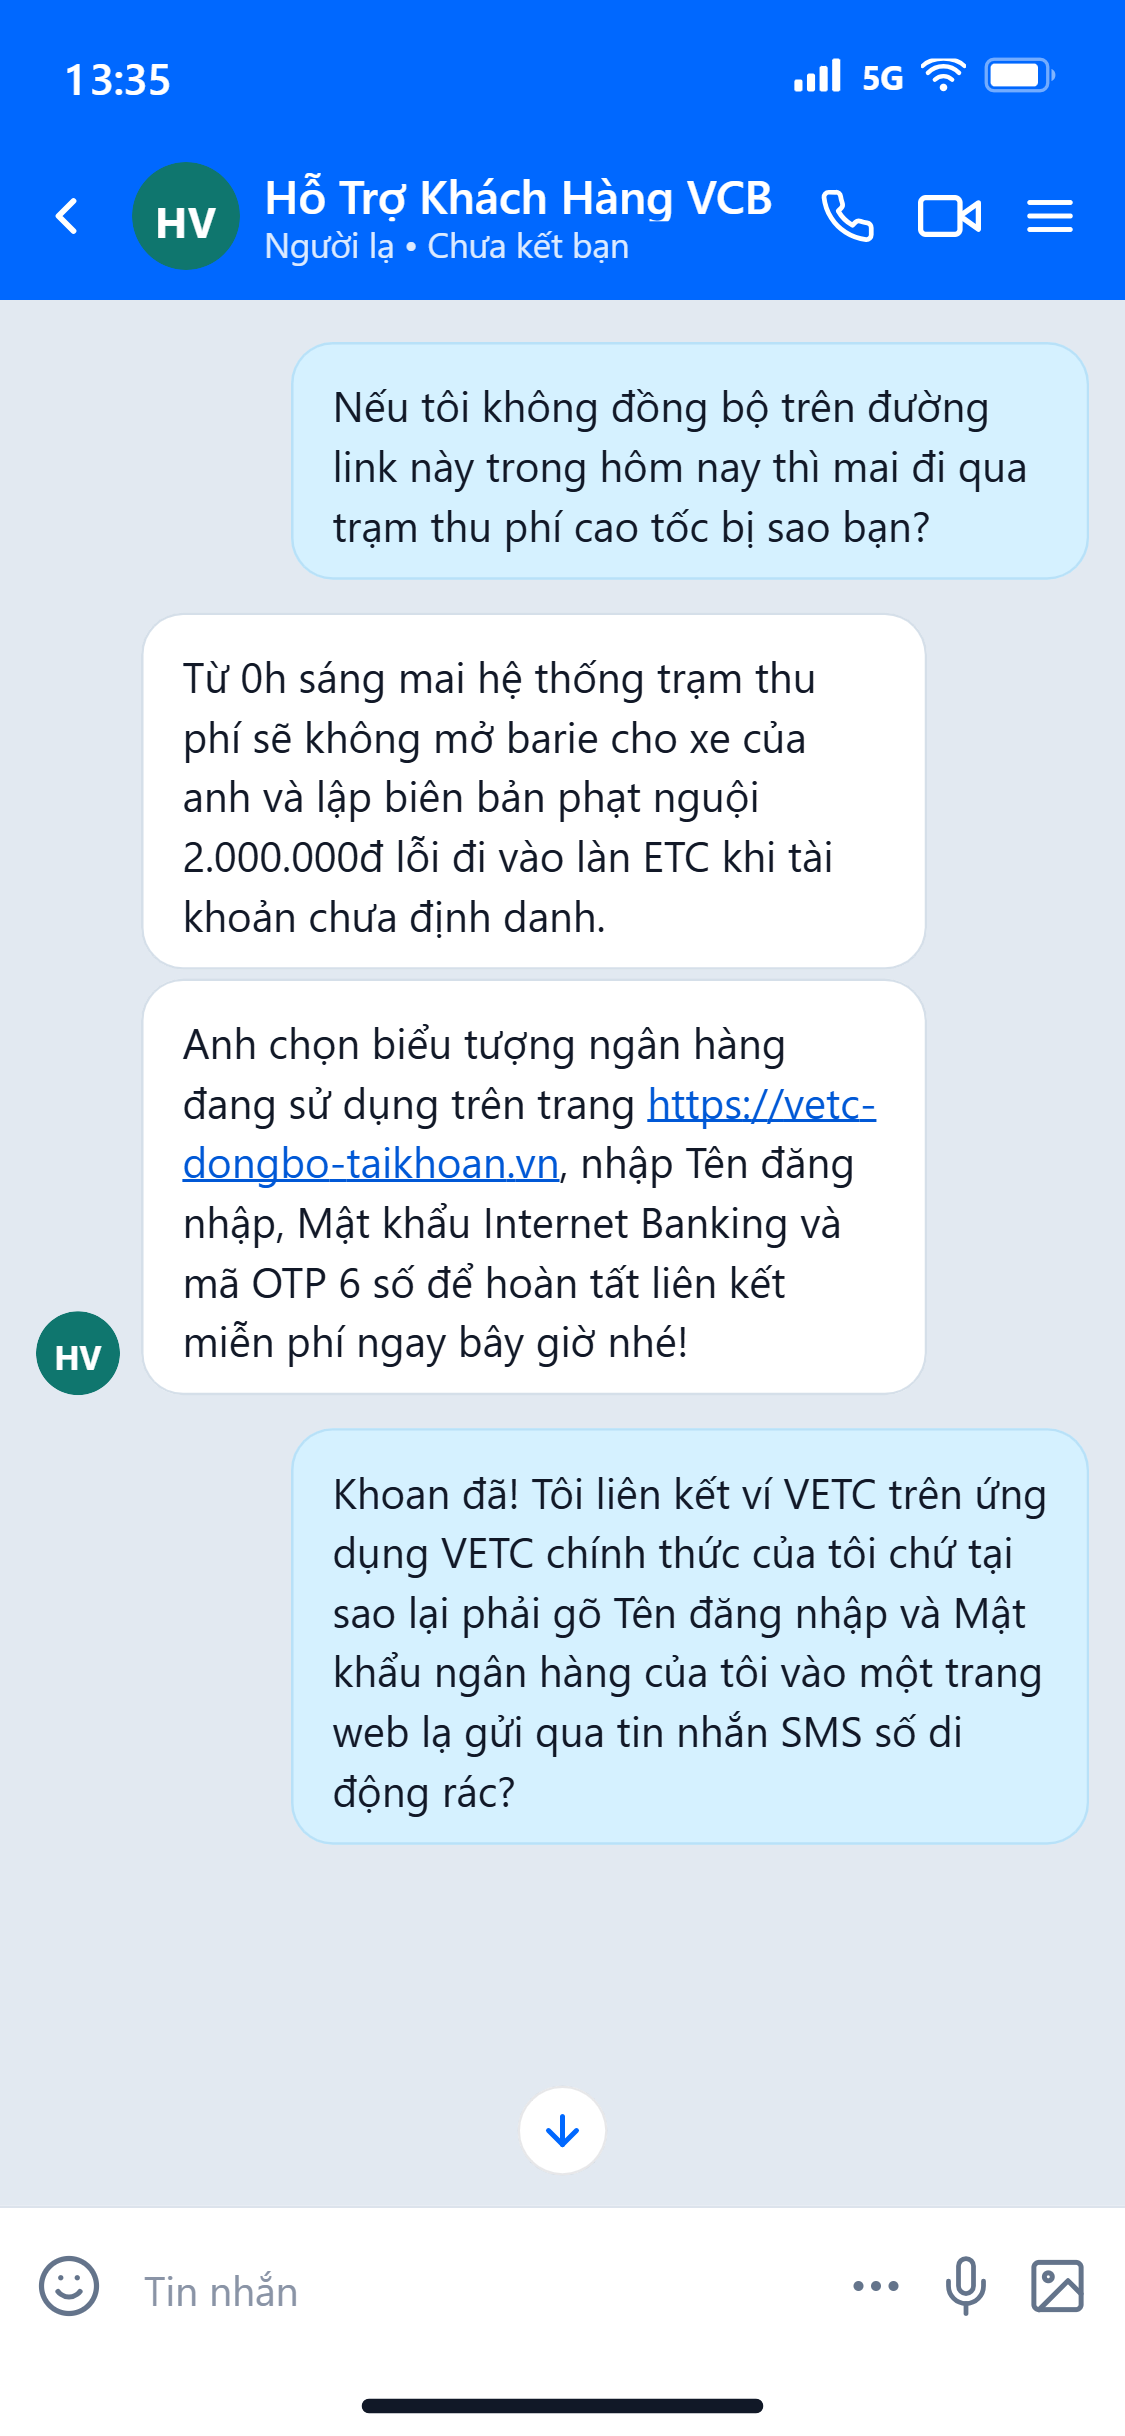 13:35
5G
HV
Hỗ Trợ Khách Hàng VCB
Người lạ • Chưa kết bạn
Nếu tôi không đồng bộ trên đường
link này trong hôm nay thì mai đi qua
trạm thu phí cao tốc bị sao bạn?
Từ 0h sáng mai hệ thống trạm thu
phí sẽ không mở barie cho xe của
anh và lập biên bản phạt nguội
2.000.000đ lỗi đi vào làn ETC khi tài
khoản chưa định danh.
Anh chọn biểu tượng ngân hàng
đang sử dụng trên trang https://vetc-
dongbo-taikhoan.vn, nhập Tên đăng
nhập, Mật khẩu Internet Banking và
mã OTP 6 số để hoàn tất liên kết
miễn phí ngay bây giờ nhé!
HV
Khoan đã! Tôi liên kết ví VETC trên ứng
dụng VETC chính thức của tôi chứ tại
sao lại phải gõ Tên đăng nhập và Mật
khẩu ngân hàng của tôi vào một trang
web lạ gửi qua tin nhắn SMS số di
động rác?
Tin nhắn